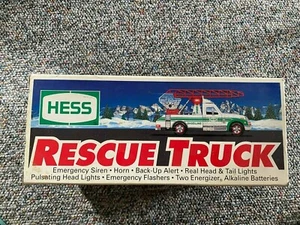 HESS
RESCUE TRUCK
Emergency Siren • Horn • Back-Up Alert • Real Head & Tail Lights
Pulsating Head Lights • Emergency Flashers • Two Energizer® Alkaline Batteries